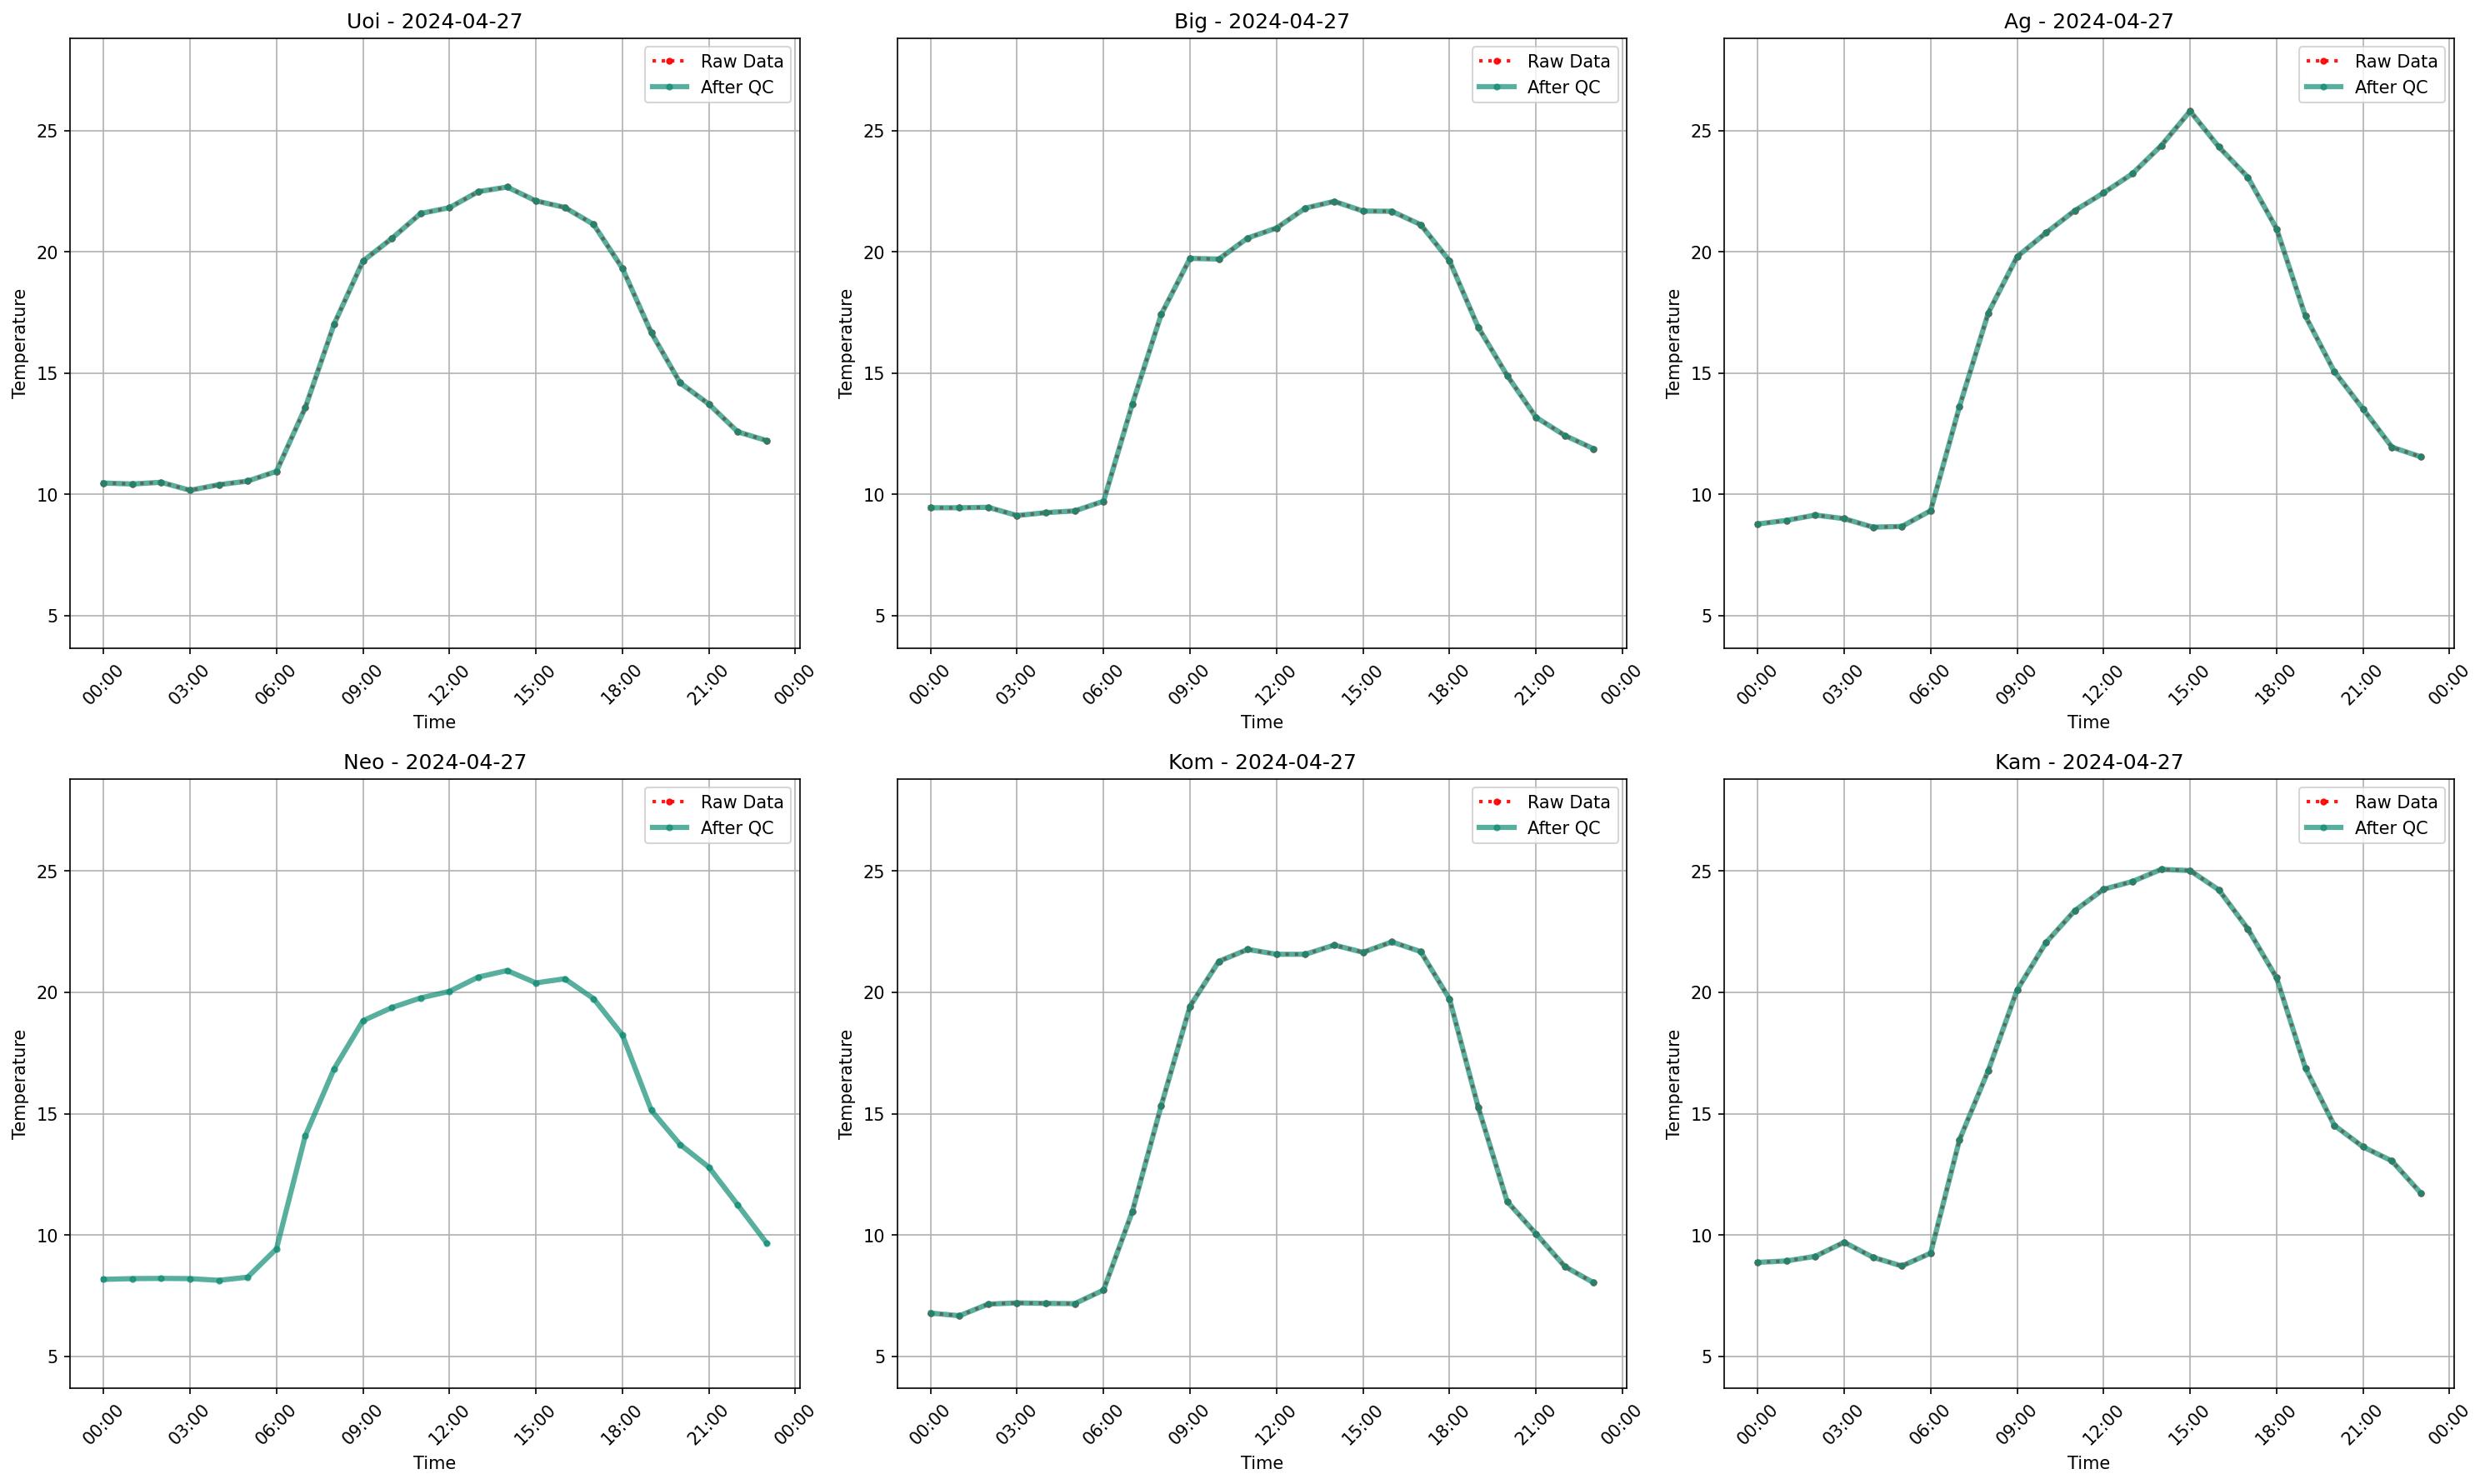 Uoi - 2024-04-27
Raw Data
After QC
25
20
15
10
5
Temperature
00:00
03:00
06:00
09:00
12:00
15:00
18:00
21:00
00:00
Time
Big - 2024-04-27
Raw Data
After QC
25
20
15
10
5
Temperature
00:00
03:00
06:00
09:00
12:00
15:00
18:00
21:00
00:00
Time
Ag - 2024-04-27
Raw Data
After QC
25
20
15
10
5
Temperature
00:00
03:00
06:00
09:00
12:00
15:00
18:00
21:00
00:00
Time
Neo - 2024-04-27
Raw Data
After QC
25
20
15
10
5
Temperature
00:00
03:00
06:00
09:00
12:00
15:00
18:00
21:00
00:00
Time
Kom - 2024-04-27
Raw Data
After QC
25
20
15
10
5
Temperature
00:00
03:00
06:00
09:00
12:00
15:00
18:00
21:00
00:00
Time
Kam - 2024-04-27
Raw Data
After QC
25
20
15
10
5
Temperature
00:00
03:00
06:00
09:00
12:00
15:00
18:00
21:00
00:00
Time